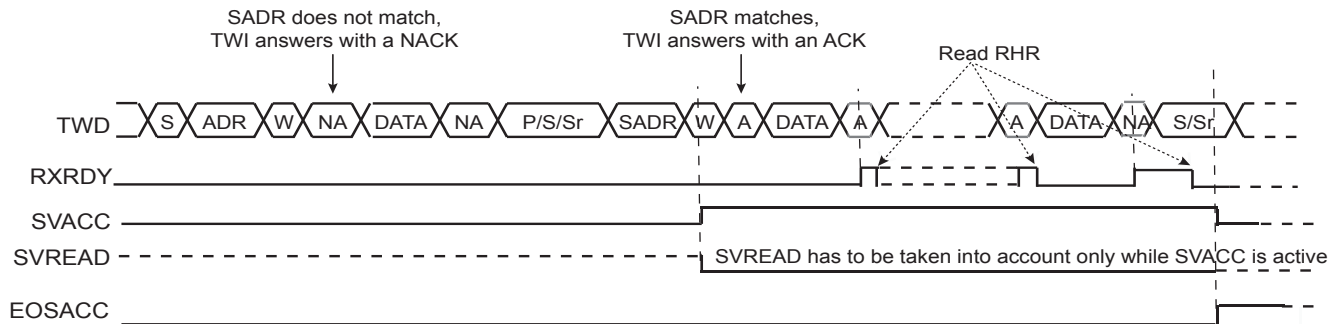 SADR does not match,
TWI answers with a NACK
SADR matches,
TWI answers with an ACK
Read RHR
TWD S ADR W NA DATA NA P/S/Sr SADR W A DATA A A DATA NA S/Sr
RXRDY
SVACC
SVREAD SVREAD has to be taken into account only while SVACC is active
EOSACC